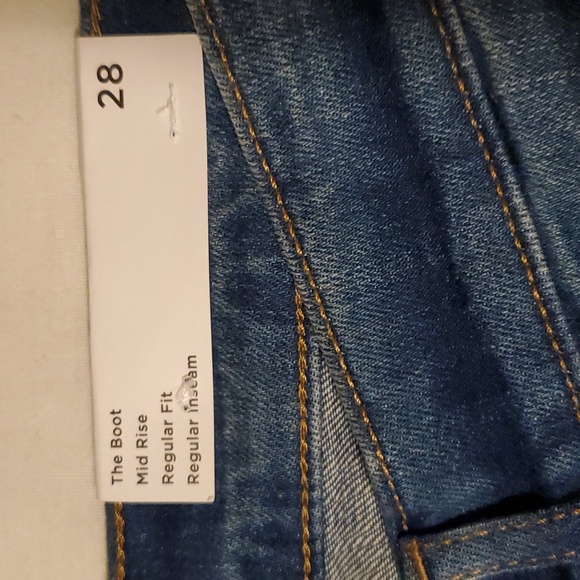 28
The Boot
Mid Rise
Regular Fit
Regular Inseam